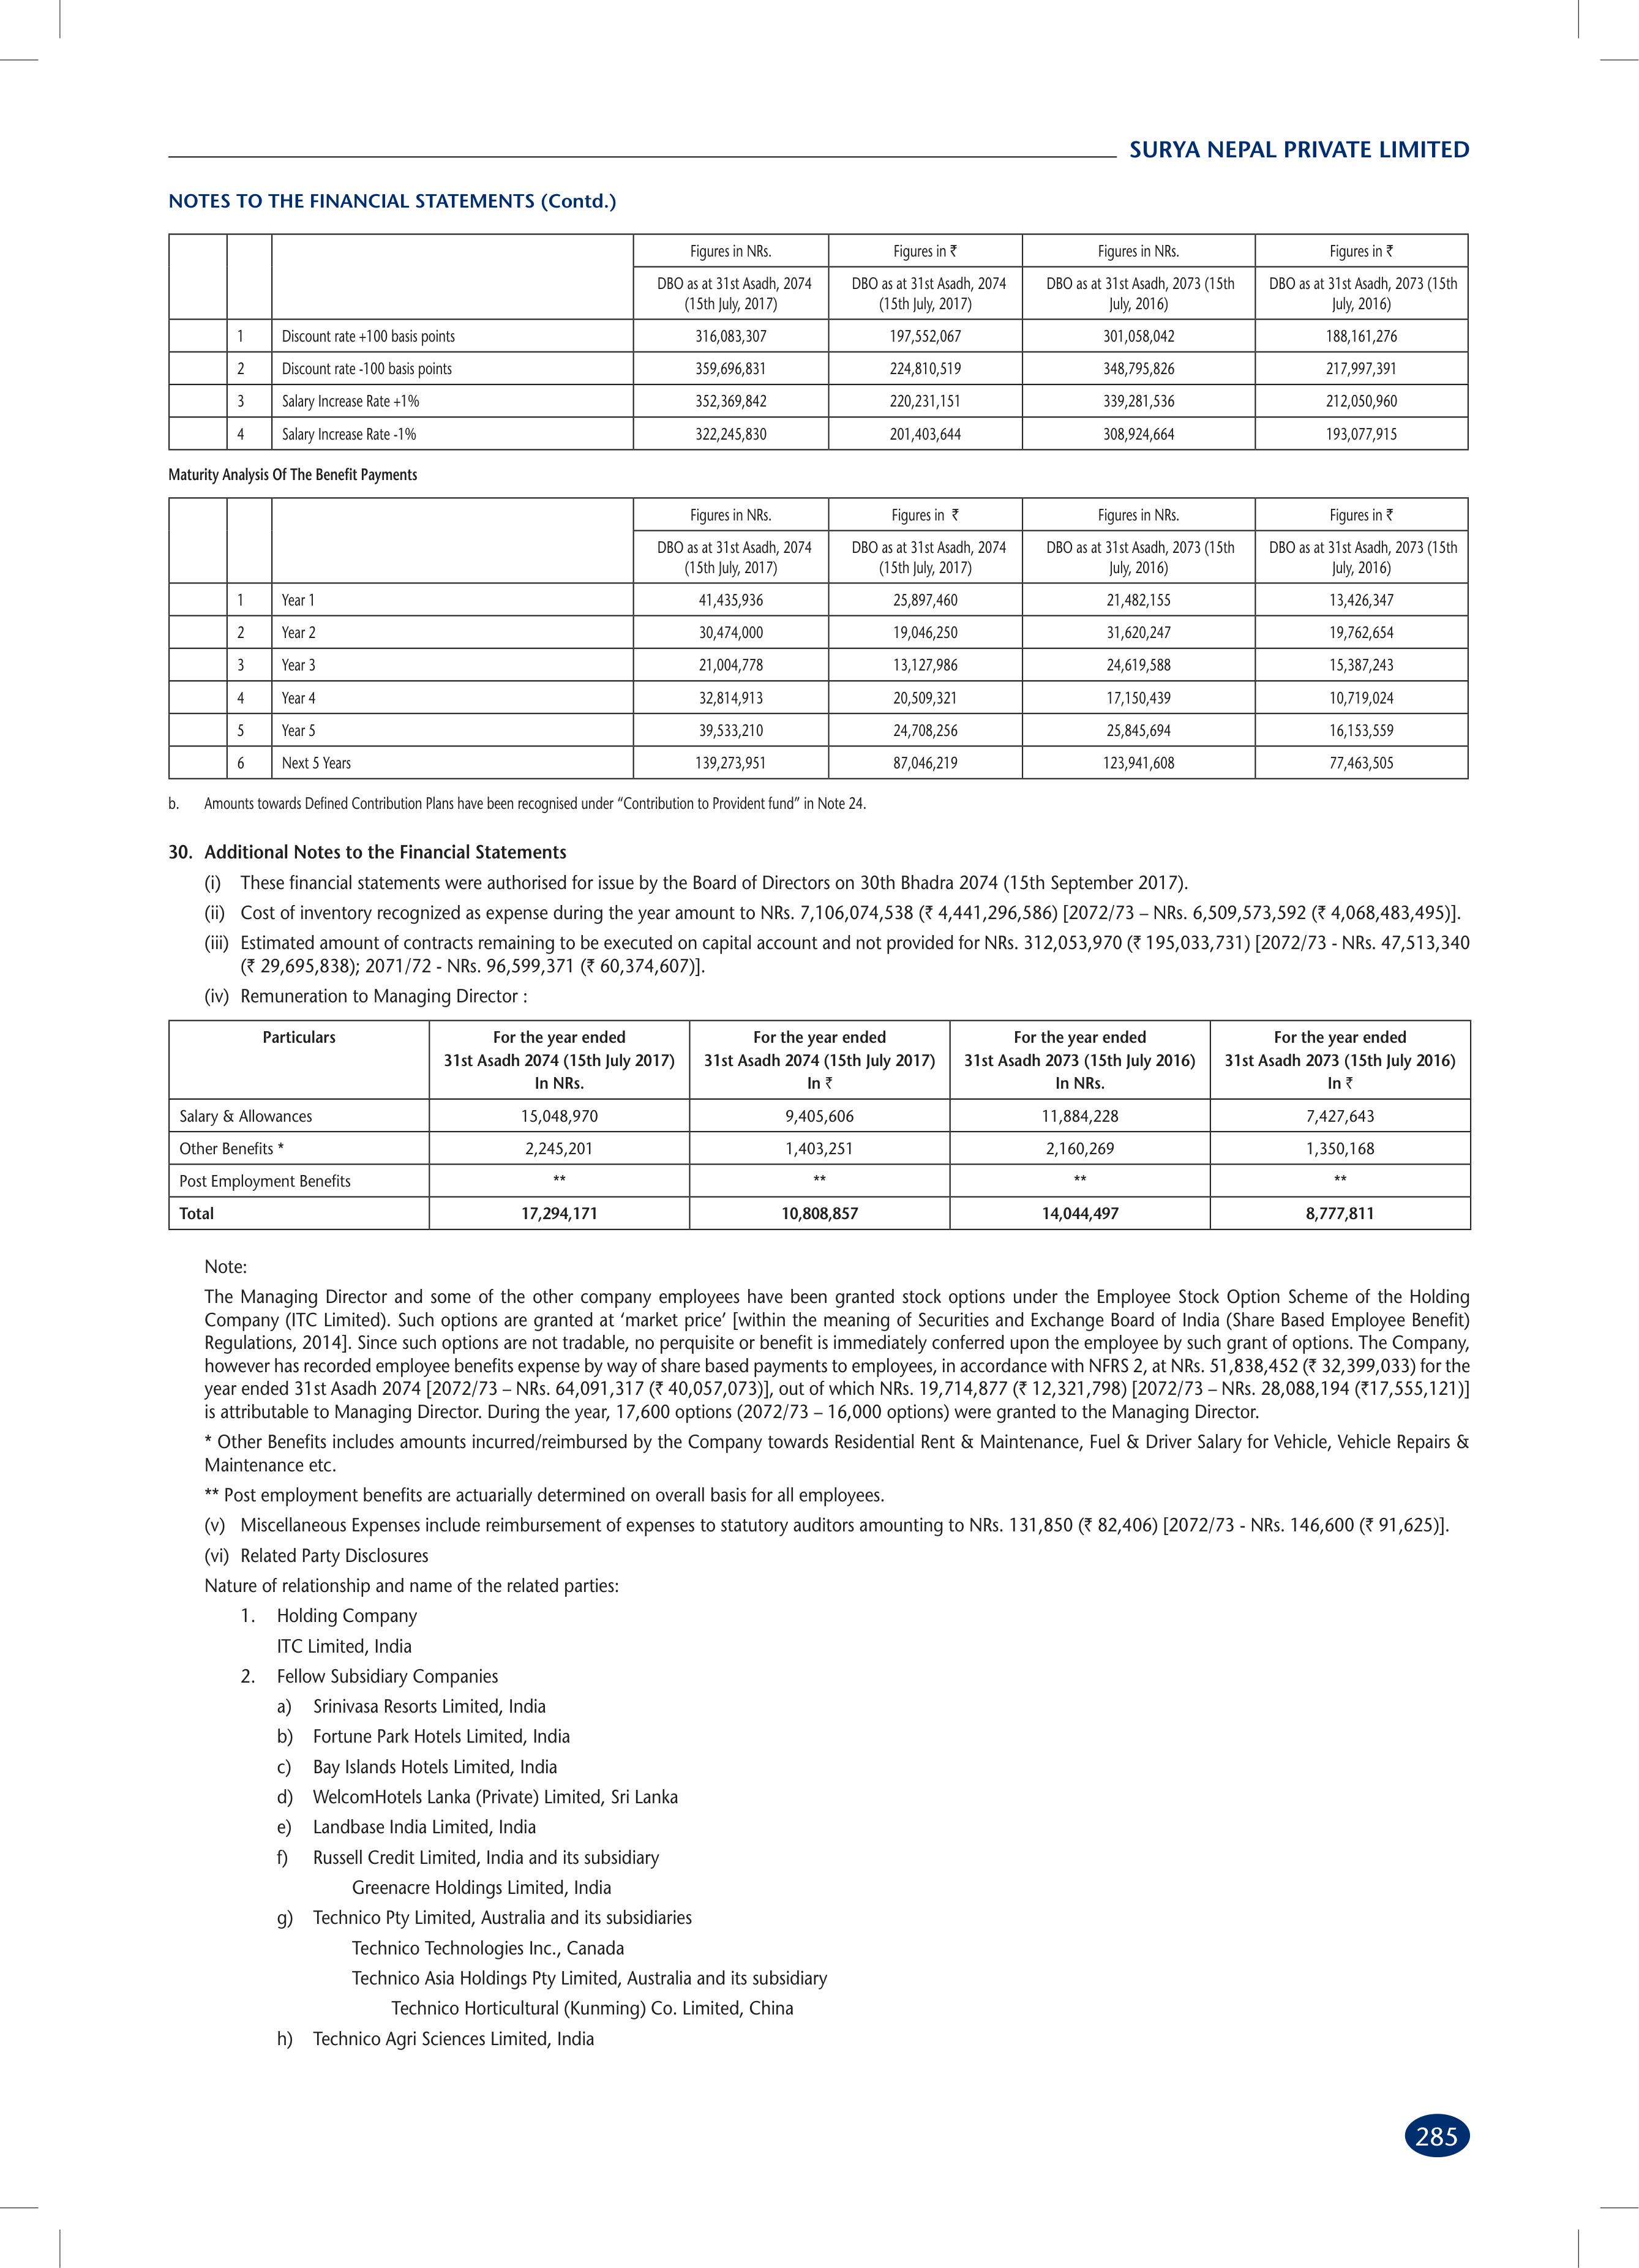 SURYA NEPAL PRIVATE LIMITED
NOTES TO THE FINANCIAL STATEMENTS (Contd.)
Figures in NRs. Figures in ₹ Figures in NRs. Figures in ₹
DBO as at 31st Asadh, 2074 DBO as at 31st Asadh, 2074 DBO as at 31st Asadh, 2073 (15th DBO as at 31st Asadh, 2073 (15th
(15th July, 2017) (15th July, 2017) July, 2016) July, 2016)
1 Discount rate +100 basis points 316,083,307 197,552,067 301,058,042 188,161,276
2 Discount rate -100 basis points 359,696,831 224,810,519 348,795,826 217,997,391
3 Salary Increase Rate +1% 352,369,842 220,231,151 339,281,536 212,050,960
4 Salary Increase Rate -1% 322,245,830 201,403,644 308,924,664 193,077,915
Maturity Analysis Of The Benefit Payments
Figures in NRs. Figures in ₹ Figures in NRs. Figures in ₹
DBO as at 31st Asadh, 2074 DBO as at 31st Asadh, 2074 DBO as at 31st Asadh, 2073 (15th DBO as at 31st Asadh, 2073 (15th
(15th July, 2017) (15th July, 2017) July, 2016) July, 2016)
1 Year 1 41,435,936 25,897,460 21,482,155 13,426,347
2 Year 2 30,474,000 19,046,250 31,620,247 19,762,654
3 Year 3 21,004,778 13,127,986 24,619,588 15,387,243
4 Year 4 32,814,913 20,509,321 17,150,439 10,719,024
5 Year 5 39,533,210 24,708,256 25,845,694 16,153,559
6 Next 5 Years 139,273,951 87,046,219 123,941,608 77,463,505
b. Amounts towards Defined Contribution Plans have been recognised under “Contribution to Provident fund” in Note 24.
30. Additional Notes to the Financial Statements
(i) These financial statements were authorised for issue by the Board of Directors on 30th Bhadra 2074 (15th September 2017).
(ii) Cost of inventory recognized as expense during the year amount to NRs. 7,106,074,538 (₹ 4,441,296,586) [2072/73 – NRs. 6,509,573,592 (₹ 4,068,483,495)].
(iii) Estimated amount of contracts remaining to be executed on capital account and not provided for NRs. 312,053,970 (₹ 195,033,731) [2072/73 - NRs. 47,513,340
(₹ 29,695,838); 2071/72 - NRs. 96,599,371 (₹ 60,374,607)].
(iv) Remuneration to Managing Director :
Particulars For the year ended For the year ended For the year ended For the year ended
31st Asadh 2074 (15th July 2017) 31st Asadh 2074 (15th July 2017) 31st Asadh 2073 (15th July 2016) 31st Asadh 2073 (15th July 2016)
In NRs. In ₹ In NRs. In ₹
Salary & Allowances 15,048,970 9,405,606 11,884,228 7,427,643
Other Benefits * 2,245,201 1,403,251 2,160,269 1,350,168
Post Employment Benefits ** ** ** **
Total 17,294,171 10,808,857 14,044,497 8,777,811
Note:
The Managing Director and some of the other company employees have been granted stock options under the Employee Stock Option Scheme of the Holding
Company (ITC Limited). Such options are granted at ‘market price’ [within the meaning of Securities and Exchange Board of India (Share Based Employee Benefit)
Regulations, 2014]. Since such options are not tradable, no perquisite or benefit is immediately conferred upon the employee by such grant of options. The Company,
however has recorded employee benefits expense by way of share based payments to employees, in accordance with NFRS 2, at NRs. 51,838,452 (₹ 32,399,033) for the
year ended 31st Asadh 2074 [2072/73 – NRs. 64,091,317 (₹ 40,057,073)], out of which NRs. 19,714,877 (₹ 12,321,798) [2072/73 – NRs. 28,088,194 (₹17,555,121)]
is attributable to Managing Director. During the year, 17,600 options (2072/73 – 16,000 options) were granted to the Managing Director.
* Other Benefits includes amounts incurred/reimbursed by the Company towards Residential Rent & Maintenance, Fuel & Driver Salary for Vehicle, Vehicle Repairs &
Maintenance etc.
** Post employment benefits are actuarially determined on overall basis for all employees.
(v) Miscellaneous Expenses include reimbursement of expenses to statutory auditors amounting to NRs. 131,850 (₹ 82,406) [2072/73 - NRs. 146,600 (₹ 91,625)].
(vi) Related Party Disclosures
Nature of relationship and name of the related parties:
1. Holding Company
ITC Limited, India
2. Fellow Subsidiary Companies
a) Srinivasa Resorts Limited, India
b) Fortune Park Hotels Limited, India
c) Bay Islands Hotels Limited, India
d) WelcomHotels Lanka (Private) Limited, Sri Lanka
e) Landbase India Limited, India
f) Russell Credit Limited, India and its subsidiary
Greenacre Holdings Limited, India
g) Technico Pty Limited, Australia and its subsidiaries
Technico Technologies Inc., Canada
Technico Asia Holdings Pty Limited, Australia and its subsidiary
Technico Horticultural (Kunming) Co. Limited, China
h) Technico Agri Sciences Limited, India
285